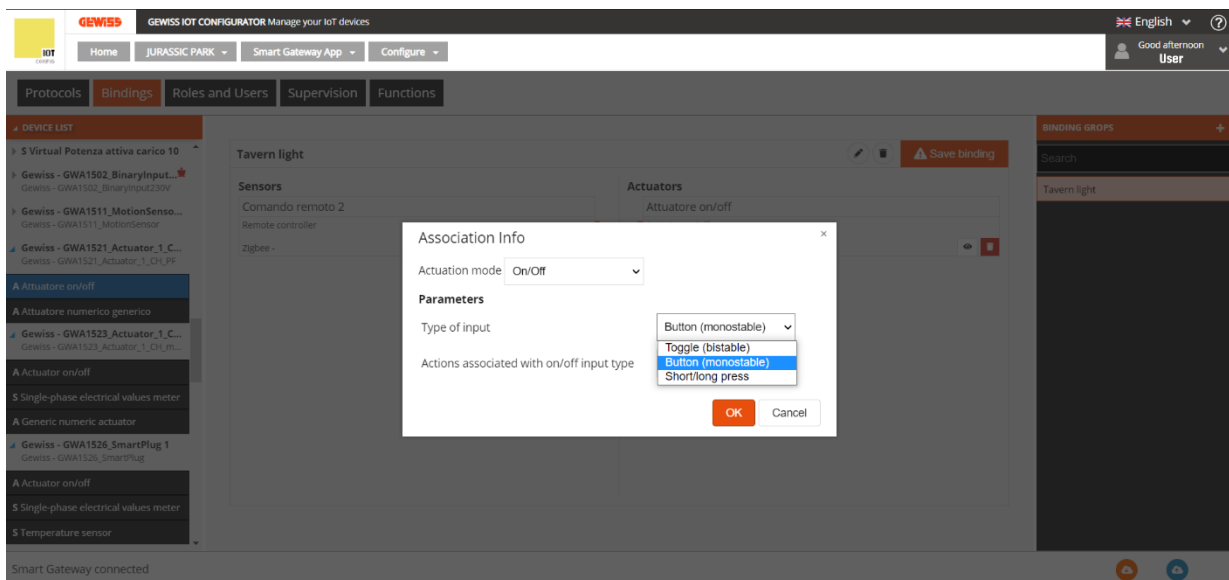 GEWISS
GEWISS IOT CONFIGURATOR Manage your IoT devices
English
?
IOT
Home
JURASSIC PARK
Smart Gateway App
Configure
Good afternoon
User
Protocols
Bindings
Roles and Users
Supervision
Functions
DEVICE LIST
S Virtual Potenza attiva carico 10
Gewiss - GWA1502_BinaryInput...
Gewiss - GWA1502_BinaryInput230V
Gewiss - GWA1511_MotionSenso...
Gewiss - GWA1511_MotionSensor
Gewiss - GWA1521_Actuator_1_C...
Gewiss - GWA1521_Actuator_1_CH_PF
A Attuatore on/off
A Attuatore numerico generico
Gewiss - GWA1523_Actuator_1_C...
Gewiss - GWA1523_Actuator_1_CH_m...
A Actuator on/off
S Single-phase electrical values meter
A Generic numeric actuator
Gewiss - GWA1526_SmartPlug 1
Gewiss - GWA1526_SmartPlug
A Actuator on/off
S Single-phase electrical values meter
S Temperature sensor
Tavern light
Save binding
Sensors
Comando remoto 2
Remote controller
Zigbee -
Actuators
Attuatore on/off
Association Info
×
Actuation mode On/Off
Parameters
Type of input Button (monostable)
Toggle (bistable)
Button (monostable)
Short/long press
Actions associated with on/off input type
OK
Cancel
BINDING GROPS
+
Search
Tavern light
Smart Gateway connected